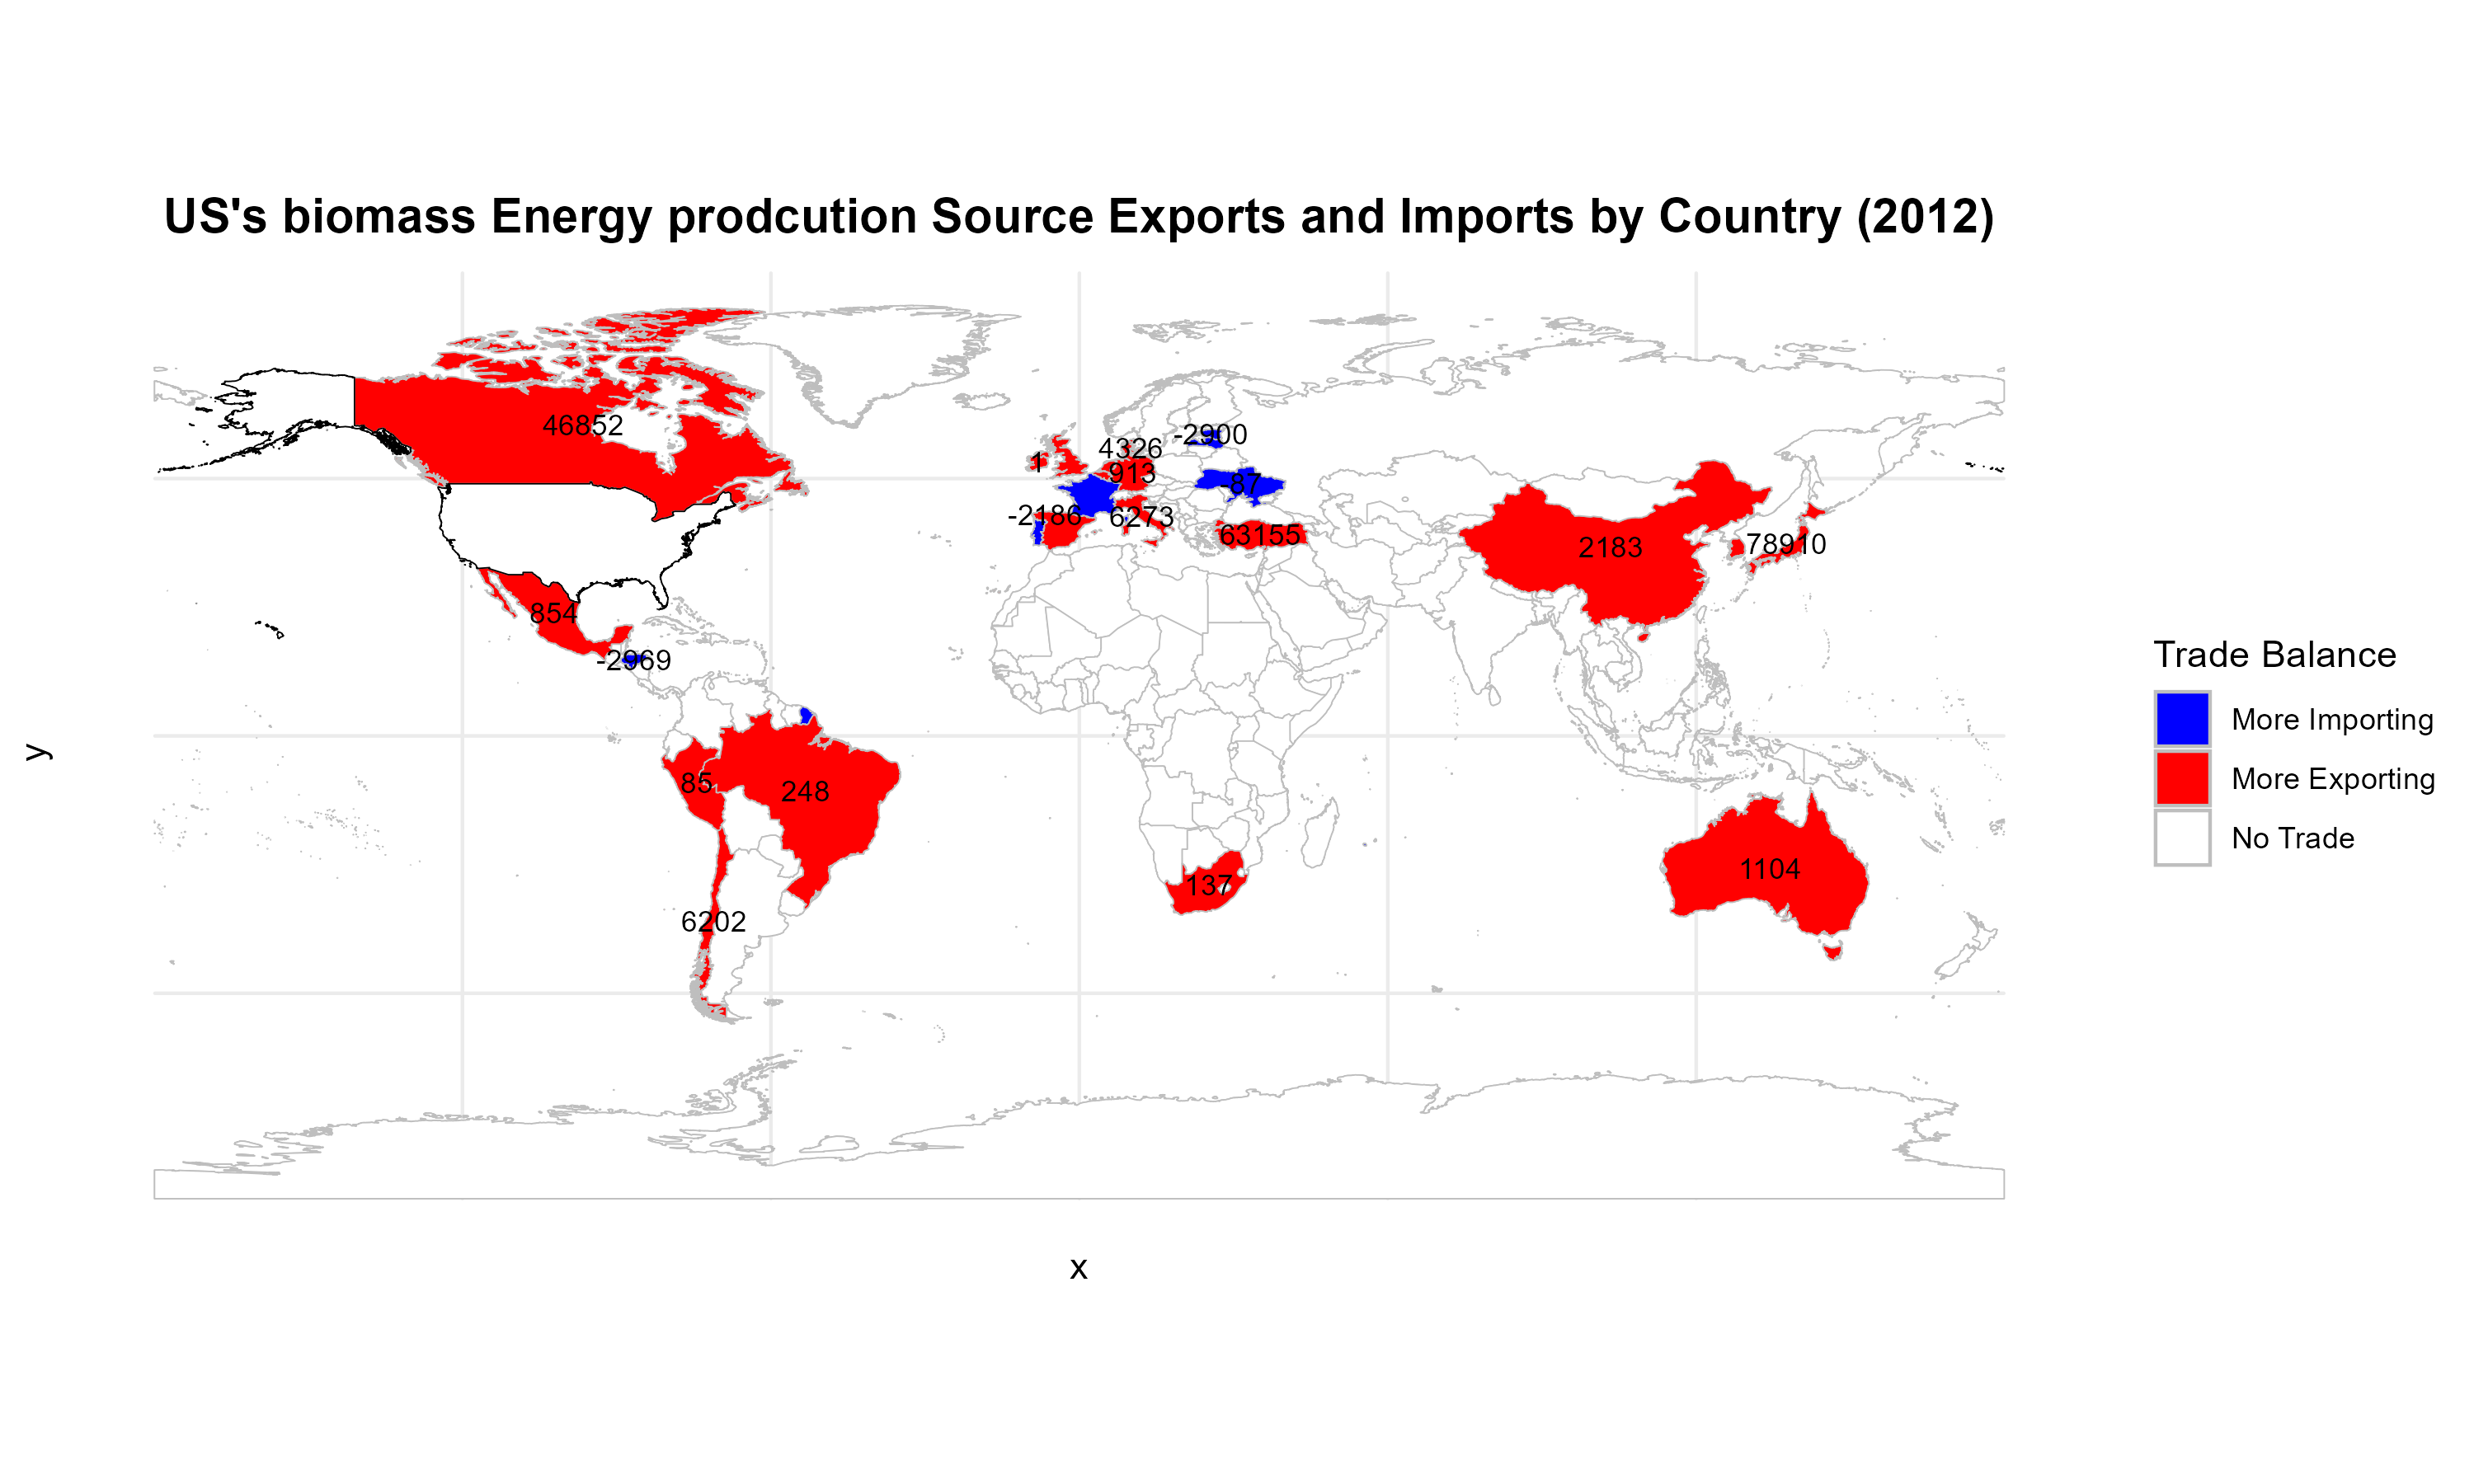 US's biomass Energy prodcution Source Exports and Imports by Country (2012)
46852
-2900
4326
1
913
-87
-2186
6273
63155
2183
78910
854
-2969
85
248
137
1104
6202
Trade Balance
More Importing
More Exporting
No Trade
y
x